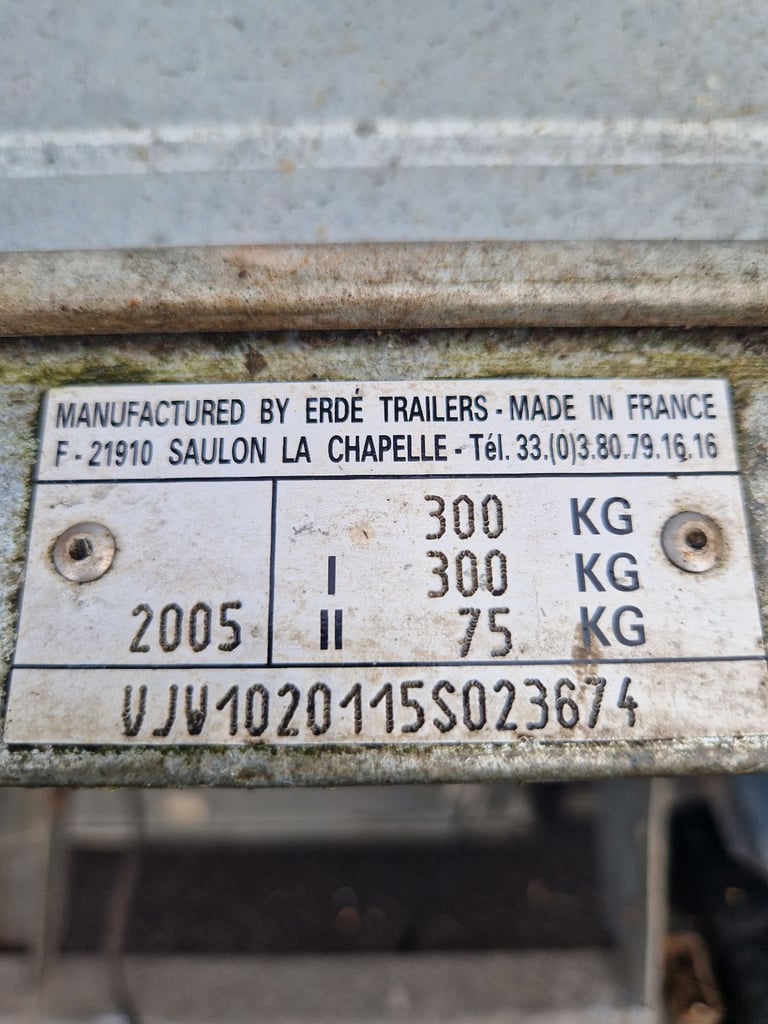 MANUFACTURED BY ERDÉ TRAILERS - MADE IN FRANCE
F - 21910 SAULON LA CHAPELLE - Tél. 33.(0)3.80.79.16.16
300 KG
I 300 KG
2005 II 75 KG
VJW1020115S023674